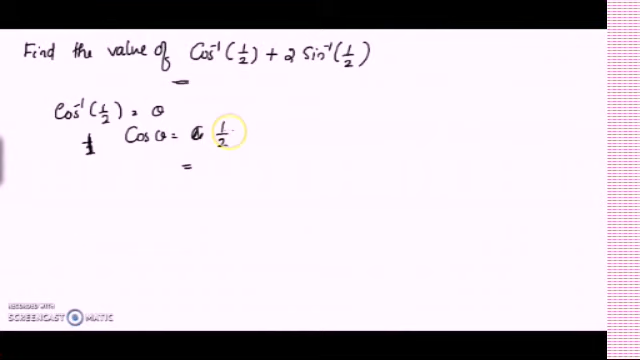 Find the value of Cos⁻¹(1/2) + 2 Sin⁻¹(1/2)
Cos⁻¹(1/2) = θ
Cos θ = 1/2
=
RECORDED WITH
SCREENCAST MATIC